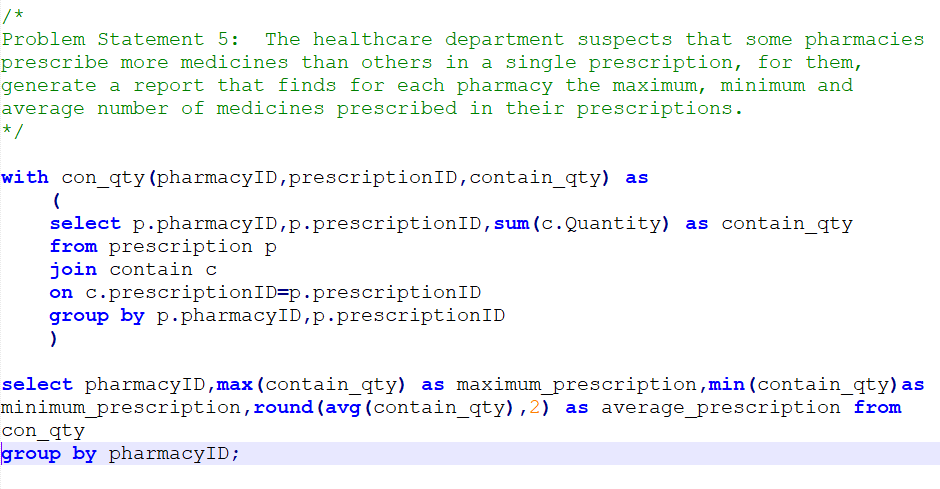 /*
Problem Statement 5:  The healthcare department suspects that some pharmacies
prescribe more medicines than others in a single prescription, for them,
generate a report that finds for each pharmacy the maximum, minimum and
average number of medicines prescribed in their prescriptions.
*/

with con_qty(pharmacyID,prescriptionID,contain_qty) as
    (
    select p.pharmacyID,p.prescriptionID,sum(c.Quantity) as contain_qty
    from prescription p
    join contain c
    on c.prescriptionID=p.prescriptionID
    group by p.pharmacyID,p.prescriptionID
    )

select pharmacyID,max(contain_qty) as maximum_prescription,min(contain_qty)as
minimum_prescription,round(avg(contain_qty),2) as average_prescription from
con_qty
group by pharmacyID;